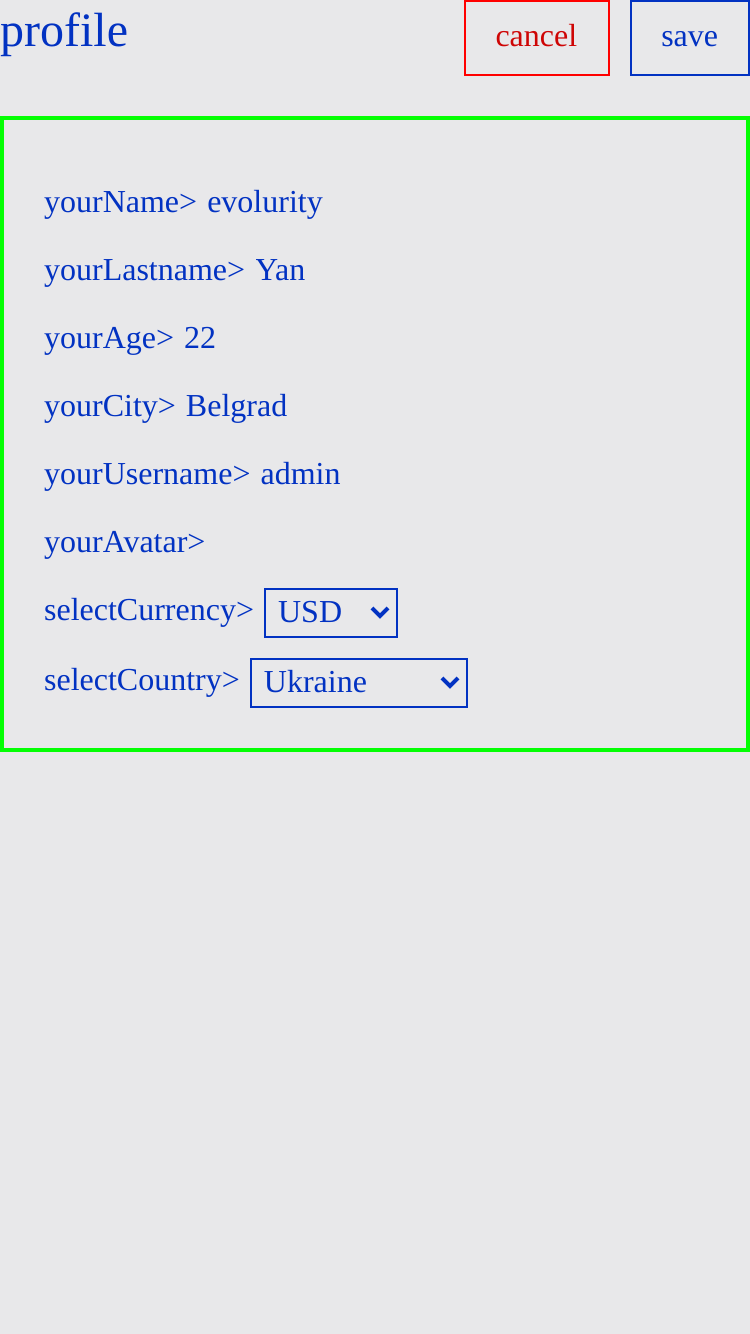 profile cancel save
yourName> evolurity
yourLastname> Yan
yourAge> 22
yourCity> Belgrad
yourUsername> admin
yourAvatar>
selectCurrency> USD
selectCountry> Ukraine